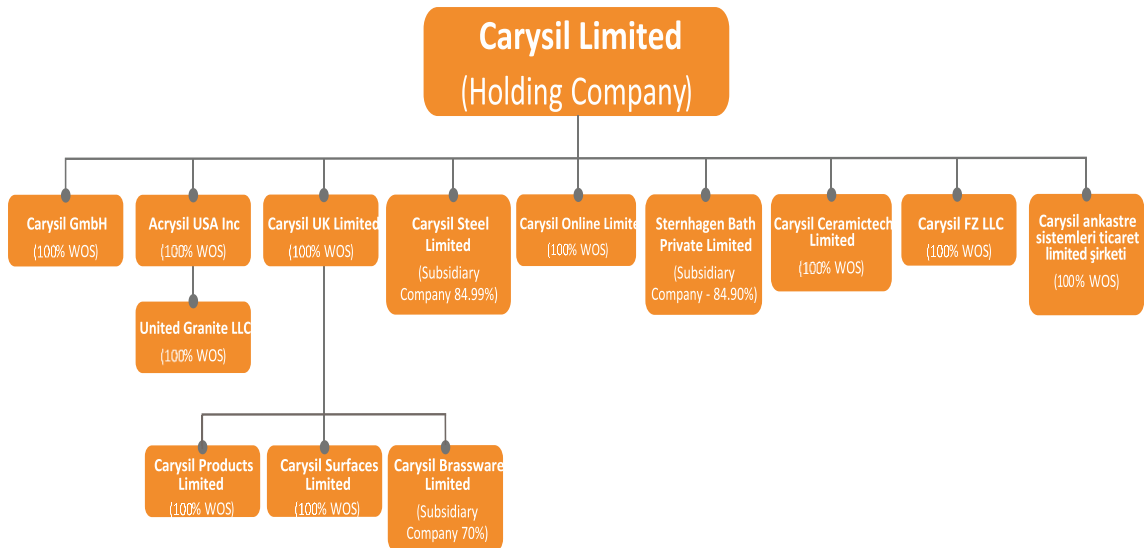 Carysil Limited
(Holding Company)
Carysil GmbH
(100% WOS)
Acrysil USA Inc
(100% WOS)
Carysil UK Limited
(100% WOS)
Carysil Steel
Limited
(Subsidiary
Company 84.99%)
Carysil Online Limite
(100% WOS)
Sternhagen Bath
Private Limited
(Subsidiary
Company - 84.90%)
Carysil Ceramictech
Limited
(100% WOS)
Carysil FZ LLC
(100% WOS)
Carysil ankastre
sistemleri ticaret
limited şirketi
(100% WOS)
United Granite LLC
(100% WOS)
Carysil Products
Limited
(100% WOS)
Carysil Surfaces
Limited
(100% WOS)
Carysil Brassware
Limited
(Subsidiary
Company 70%)